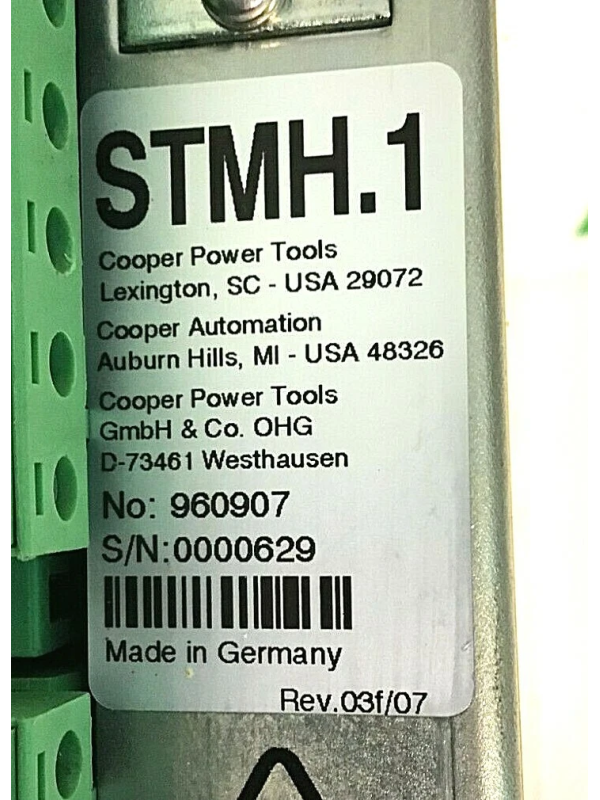 STMH.1
Cooper Power Tools
Lexington, SC - USA 29072
Cooper Automation
Auburn Hills, MI - USA 48326
Cooper Power Tools
GmbH & Co. OHG
D-73461 Westhausen
No: 960907
S/N:0000629
Made in Germany
Rev.03f/07